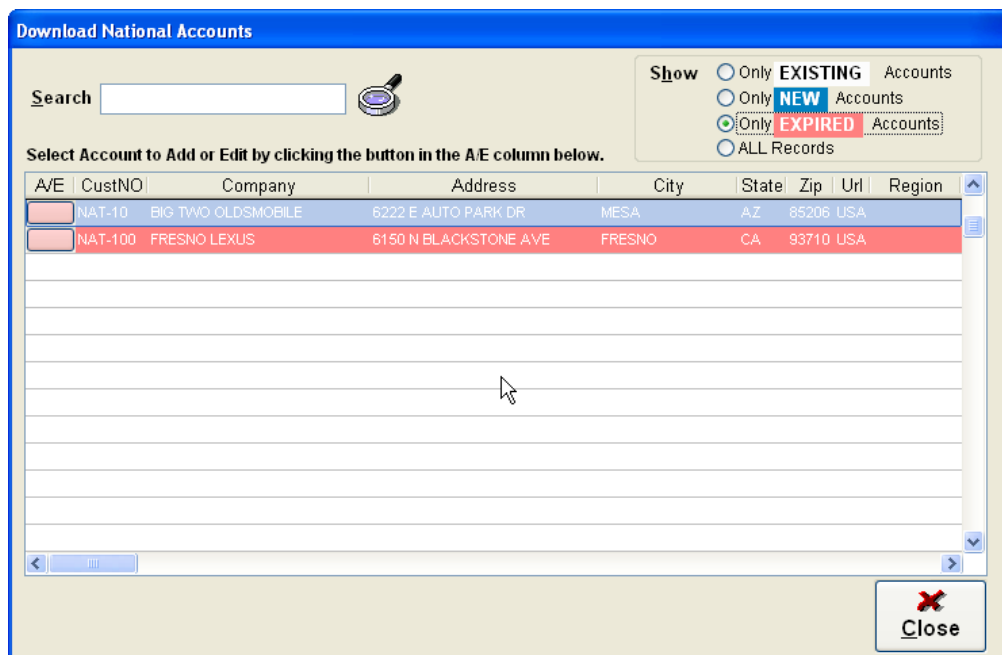 Download National Accounts
Search
Show
Only EXISTING Accounts
Only NEW Accounts
Only EXPIRED Accounts
ALL Records
Select Account to Add or Edit by clicking the button in the A/E column below.
A/E CustNO Company Address City State Zip Url Region
NAT-10 BIG TWO OLDSMOBILE 6222 E AUTO PARK DR MESA AZ 85206 USA
NAT-100 FRESNO LEXUS 6150 N BLACKSTONE AVE FRESNO CA 93710 USA
Close